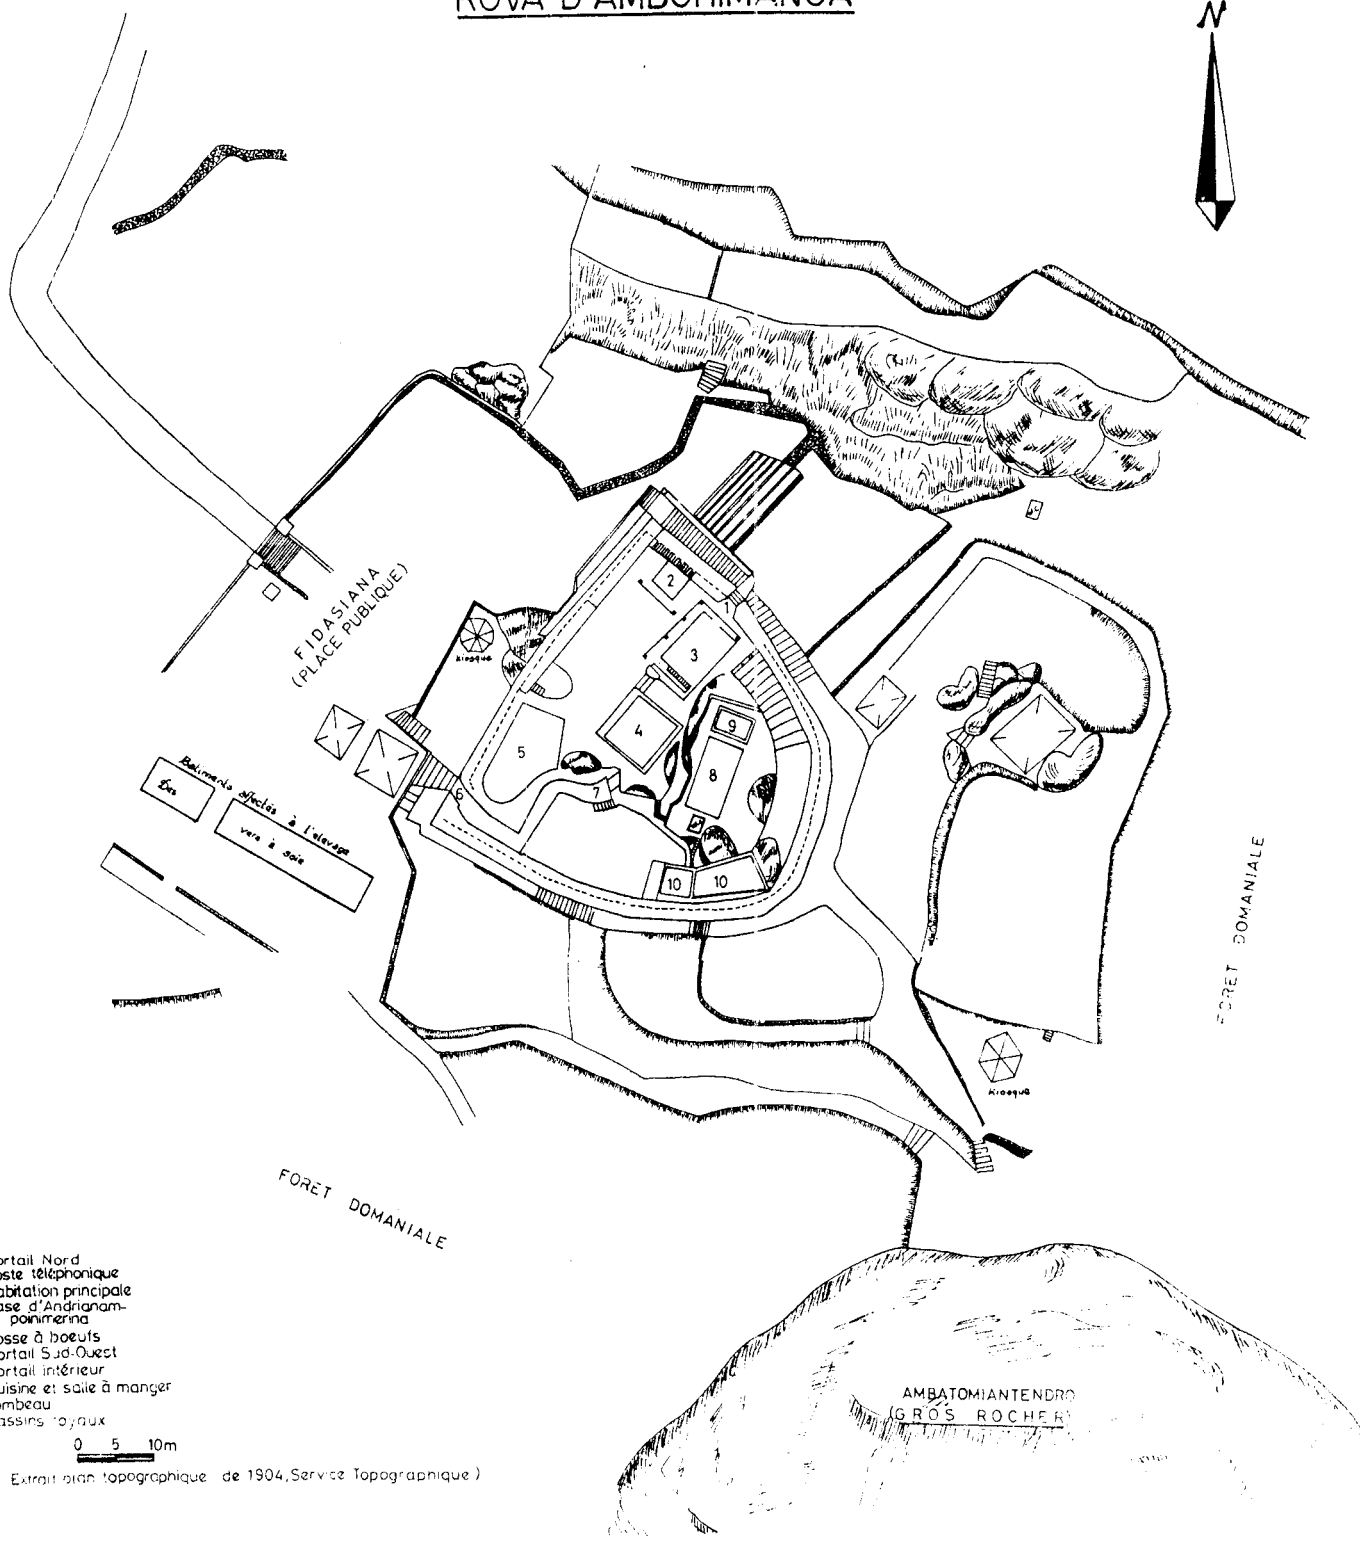 ROVA D'AMBOHIMANGA
N
FIDASIANA
(PLACE PUBLIQUE)
kiosque
1
2
3
4
5
6
7
8
9
10
10
Batiments affectés à l'elevage
Des
vers à soie
FORET DOMANIALE
kiosque
FORET DOMANIALE
ortail Nord
oste téléphonique
abitation principale
ase d'Andrianam-
poinimerina
osse à boeufs
ortail Sud-Ouest
ortail intérieur
uisine et salle à manger
ombeau
assins royaux
0 5 10m
Extrait plan topographique de 1904, Service Topographique )
AMBATOMIANTENDRO
(GROS ROCHER)